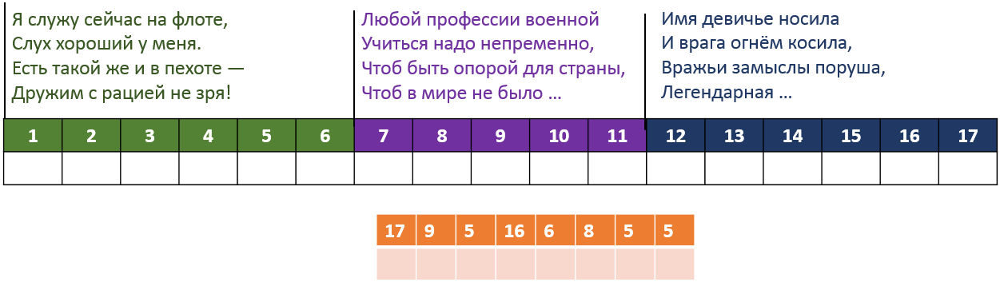 Я служу сейчас на флоте,
Слух хороший у меня.
Есть такой же и в пехоте —
Дружим с рацией не зря!
Любой профессии военной
Учиться надо непременно,
Чтоб быть опорой для страны,
Чтоб в мире не было ...
Имя девичье носила
И врага огнём косила,
Вражьи замыслы поруша,
Легендарная ...
1 2 3 4 5 6 7 8 9 10 11 12 13 14 15 16 17
17 9 5 16 6 8 5 5